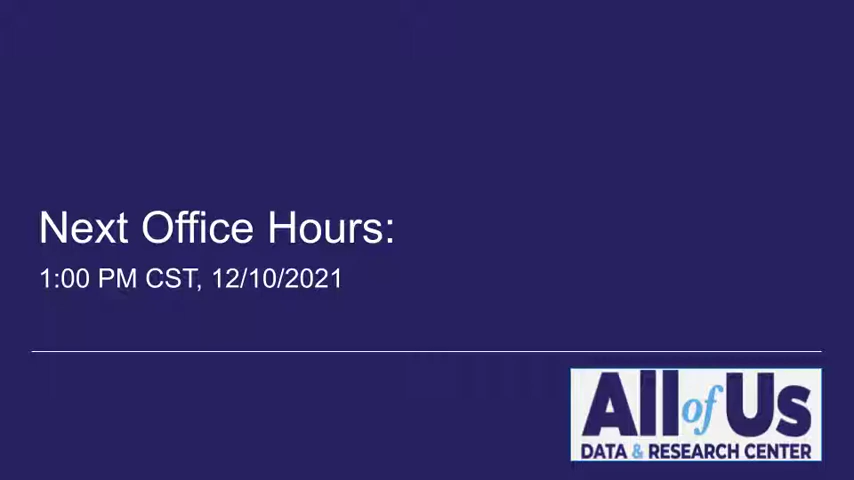 Next Office Hours:
1:00 PM CST, 12/10/2021
All of Us
DATA & RESEARCH CENTER